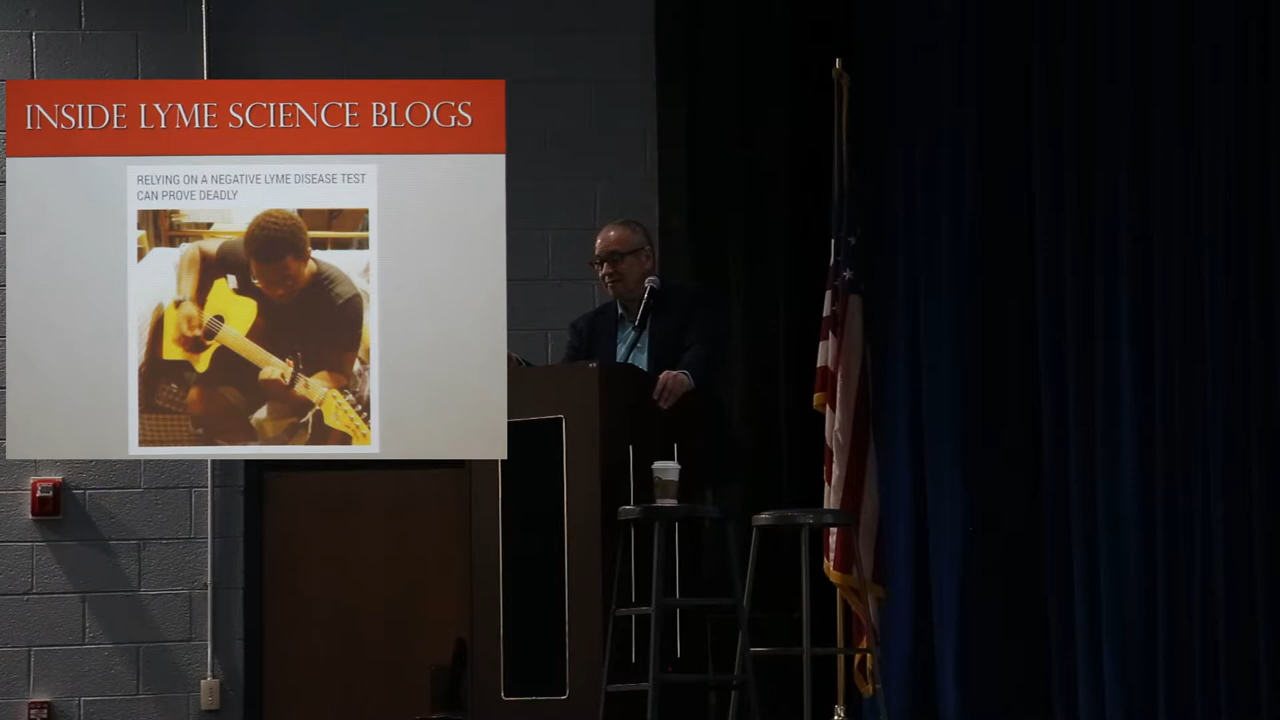 INSIDE LYME SCIENCE BLOGS
RELYING ON A NEGATIVE LYME DISEASE TEST
CAN PROVE DEADLY